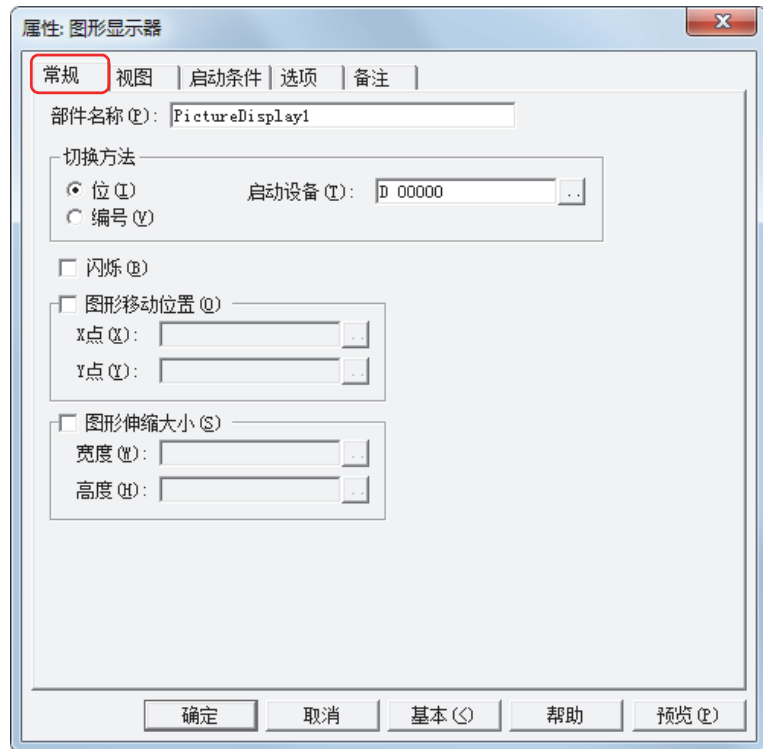 属性: 图形显示器
常规 视图 启动条件 选项 备注
部件名称(P): PictureDisplay1
切换方法
位(I) 启动设备(T): D 00000 ..
编号(V)
闪烁(B)
图形移动位置(O)
X点(X): ..
Y点(Y): ..
图形伸缩大小(S)
宽度(W): ..
高度(H): ..
确定 取消 基本(<) 帮助 预览(P)